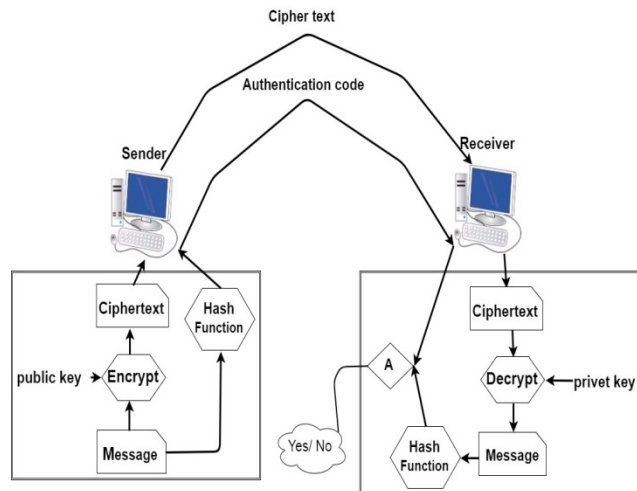 Cipher text
Authentication code
Sender
Receiver
Ciphertext
Hash
Function
public key
Encrypt
Message
Ciphertext
A
Decrypt
privet key
Yes/ No
Hash
Function
Message